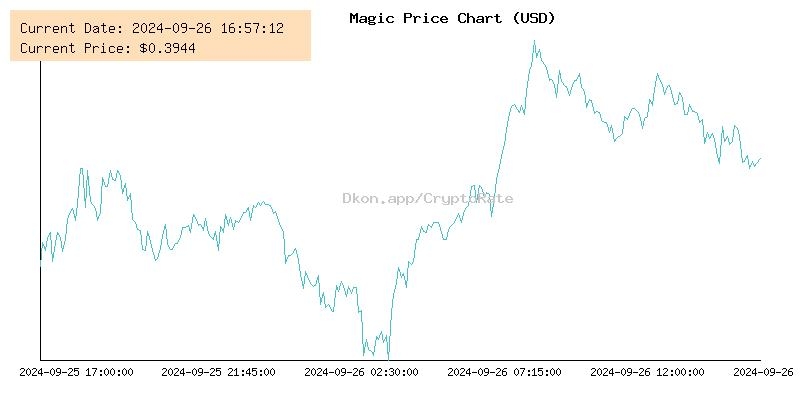 Magic Price Chart (USD)
Current Date: 2024-09-26 16:57:12
Current Price: $0.3944
Dkon.app/CryptoRate
2024-09-25 17:00:00 2024-09-25 21:45:00 2024-09-26 02:30:00 2024-09-26 07:15:00 2024-09-26 12:00:00 2024-09-26